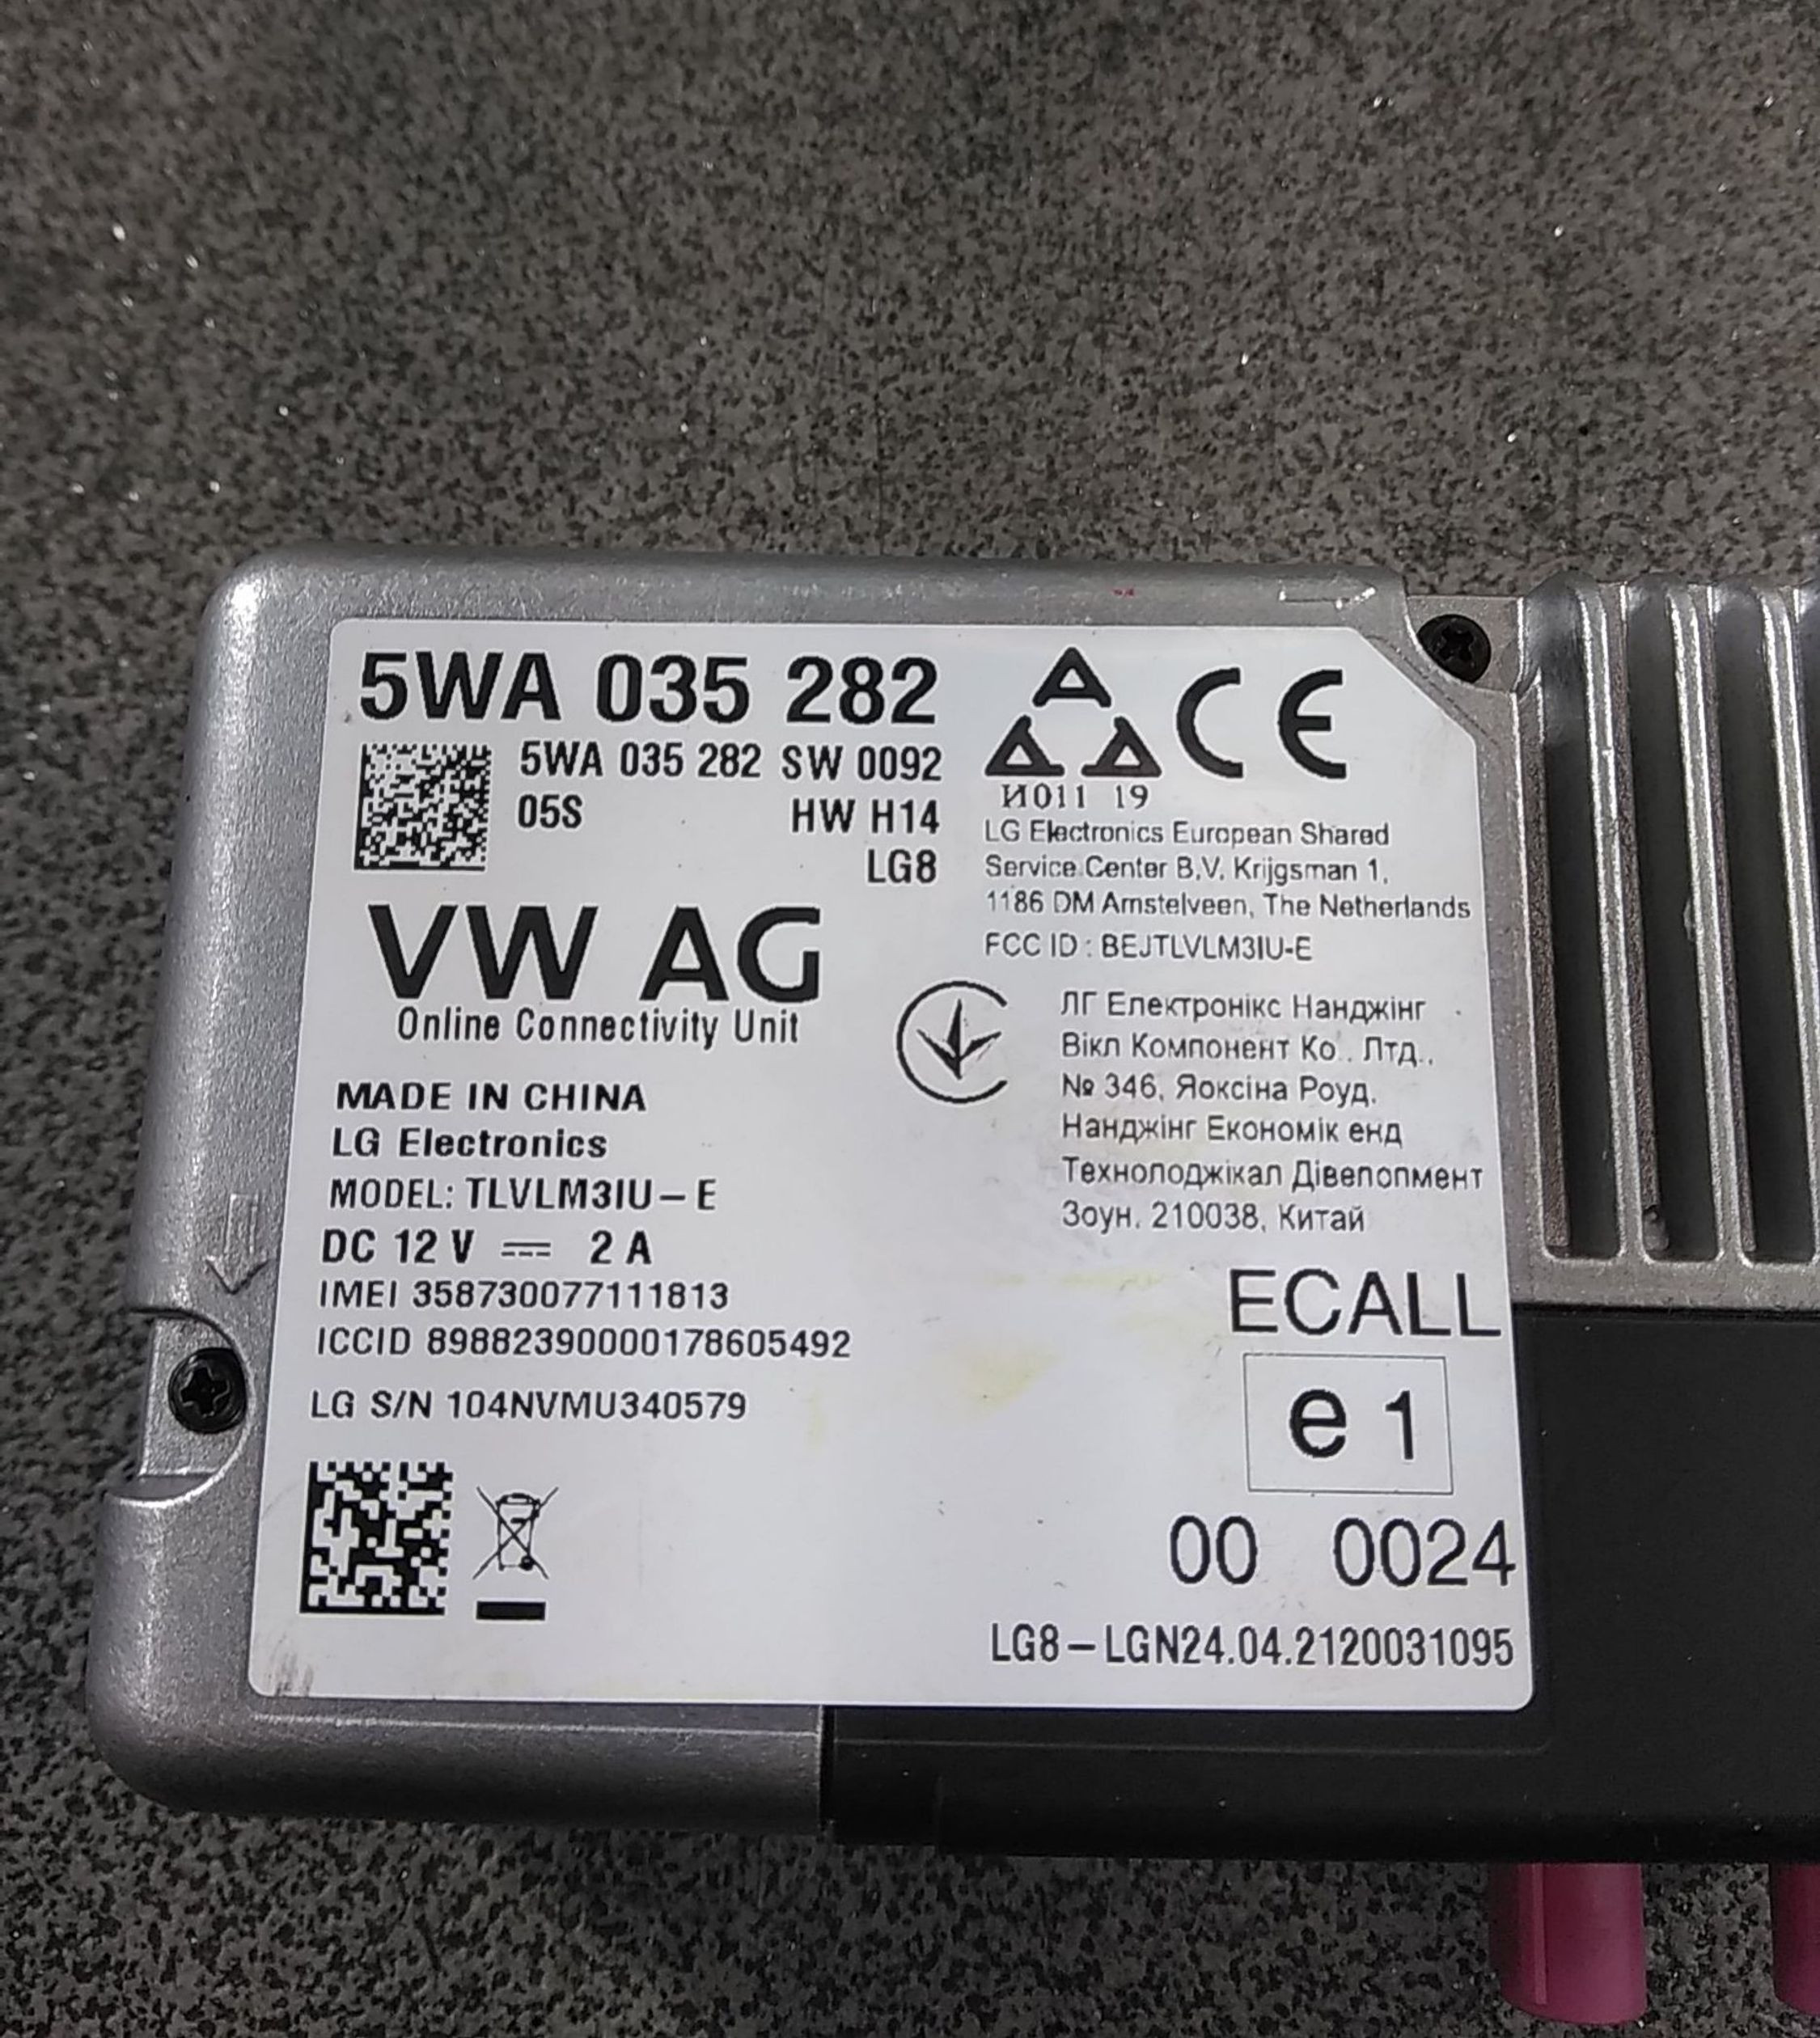 5WA 035 282
5WA 035 282 SW 0092
05S HW H14
LG8
VW AG
Online Connectivity Unit
MADE IN CHINA
LG Electronics
MODEL: TLVLM3IU-E
DC 12 V ⎓ 2 A
IMEI 358730077111813
ICCID 89882390000178605492
LG S/N 104NVMU340579
CE
И011 19
LG Electronics European Shared
Service Center B.V. Krijgsman 1,
1186 DM Amstelveen, The Netherlands
FCC ID : BEJTLVLM3IU-E
ЛГ Електронікс Нанджінг
Вікл Компонент Ко., Лтд.,
№ 346, Яоксіна Роуд,
Нанджінг Економік енд
Технолоджікал Дівелопмент
Зоун, 210038, Китай
ECALL
e 1
00 0024
LG8-LGN24.04.2120031095